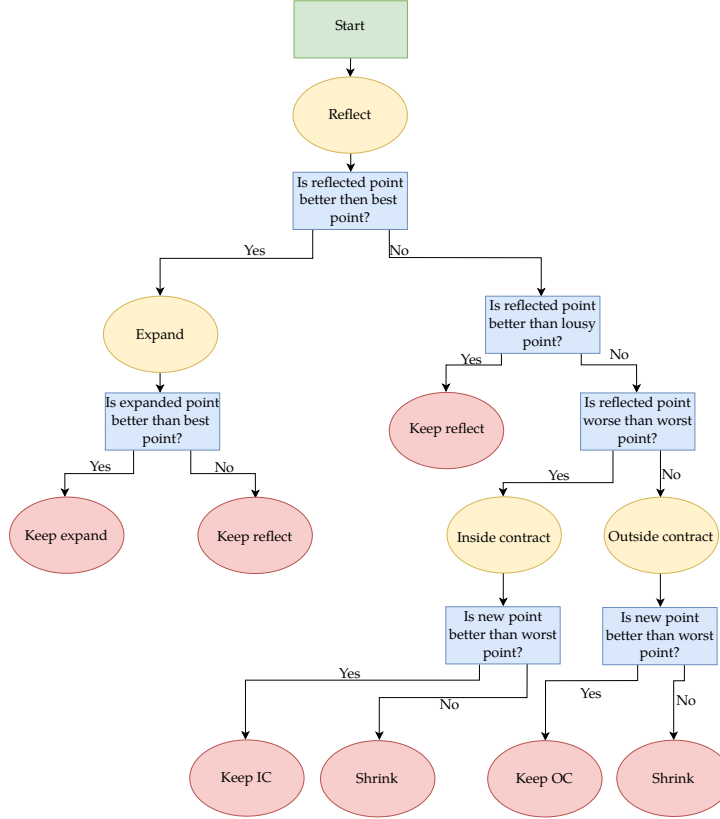 Start
Reflect
Is reflected point
better then best
point?
Yes
No
Expand
Is reflected point
better than lousy
point?
Yes
No
Is expanded point
better than best
point?
Keep reflect
Is reflected point
worse than worst
point?
Yes
No
Yes
No
Keep expand
Keep reflect
Inside contract
Outside contract
Is new point
better than worst
point?
Is new point
better than worst
point?
Yes
No
Yes
No
Keep IC
Shrink
Keep OC
Shrink